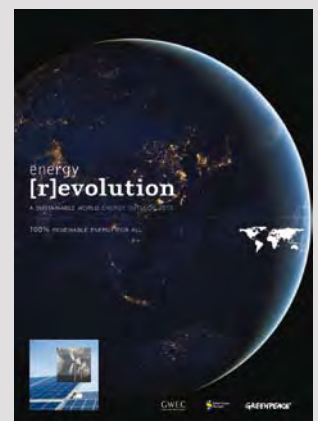 energy
[r]evolution
A SUSTAINABLE WORLD ENERGY OUTLOOK 2015
100% RENEWABLE ENERGY FOR ALL
GWEC
GREENPEACE